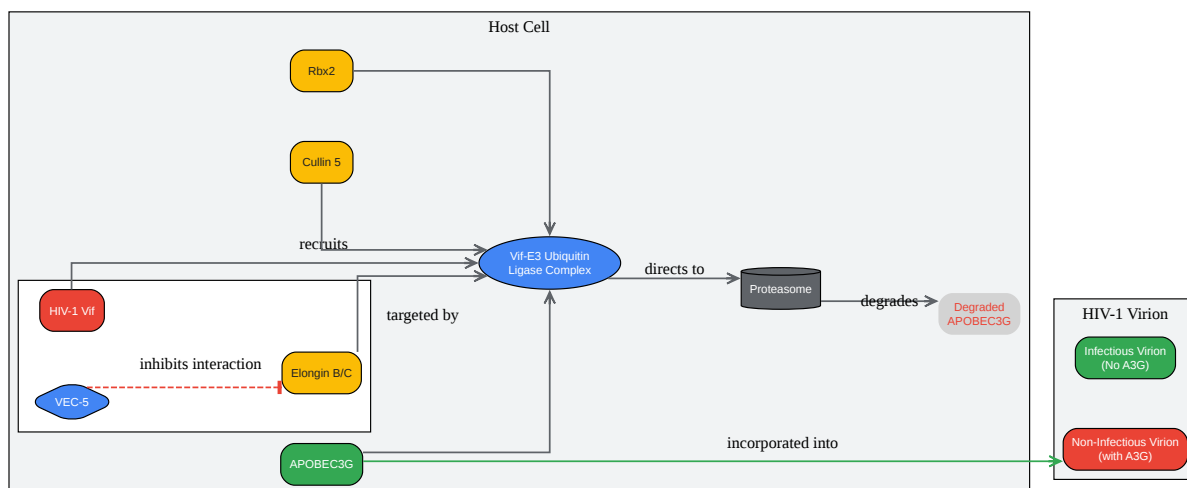 Host Cell
Rbx2
Cullin 5
recruits
Vif-E3 Ubiquitin
Ligase Complex
directs to
Proteasome
degrades
Degraded
APOBEC3G
HIV-1 Vif
targeted by
inhibits interaction
Elongin B/C
VEC-5
APOBEC3G
incorporated into
HIV-1 Virion
Infectious Virion
(No A3G)
Non-Infectious Virion
(with A3G)